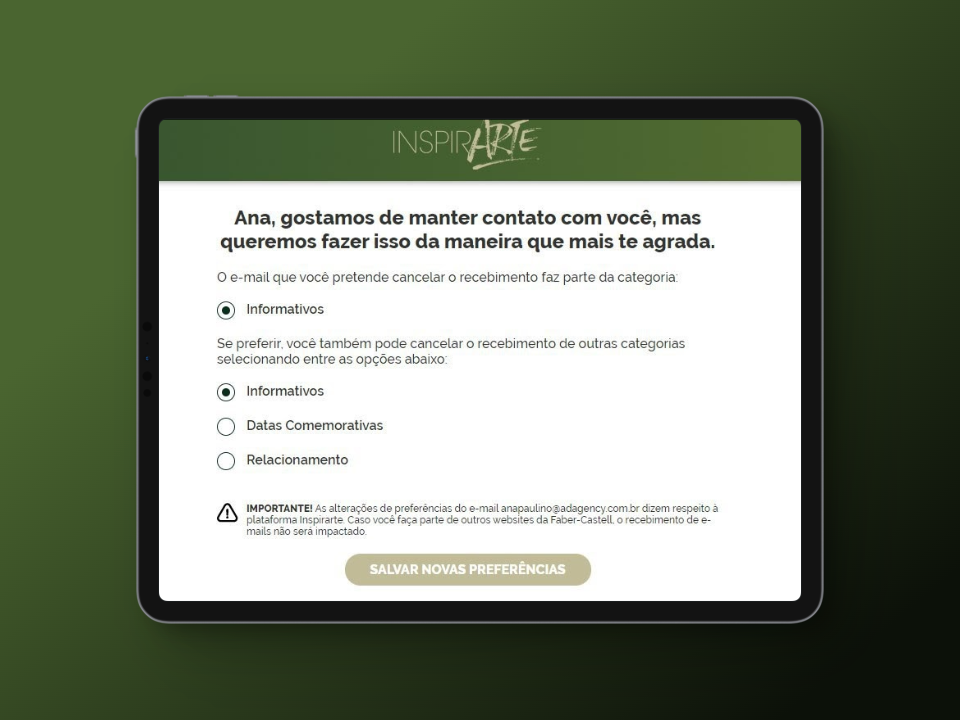 INSPIRARTE
Ana, gostamos de manter contato com você, mas
queremos fazer isso da maneira que mais te agrada.
O e-mail que você pretende cancelar o recebimento faz parte da categoria:
Informativos
Se preferir, você também pode cancelar o recebimento de outras categorias
selecionando entre as opções abaixo:
Informativos
Datas Comemorativas
Relacionamento
IMPORTANTE! As alterações de preferências do e-mail anapaulino@adagency.com.br dizem respeito à
plataforma Inspirarte. Caso você faça parte de outros websites da Faber-Castell, o recebimento de e-
mails não será impactado.
SALVAR NOVAS PREFERÊNCIAS